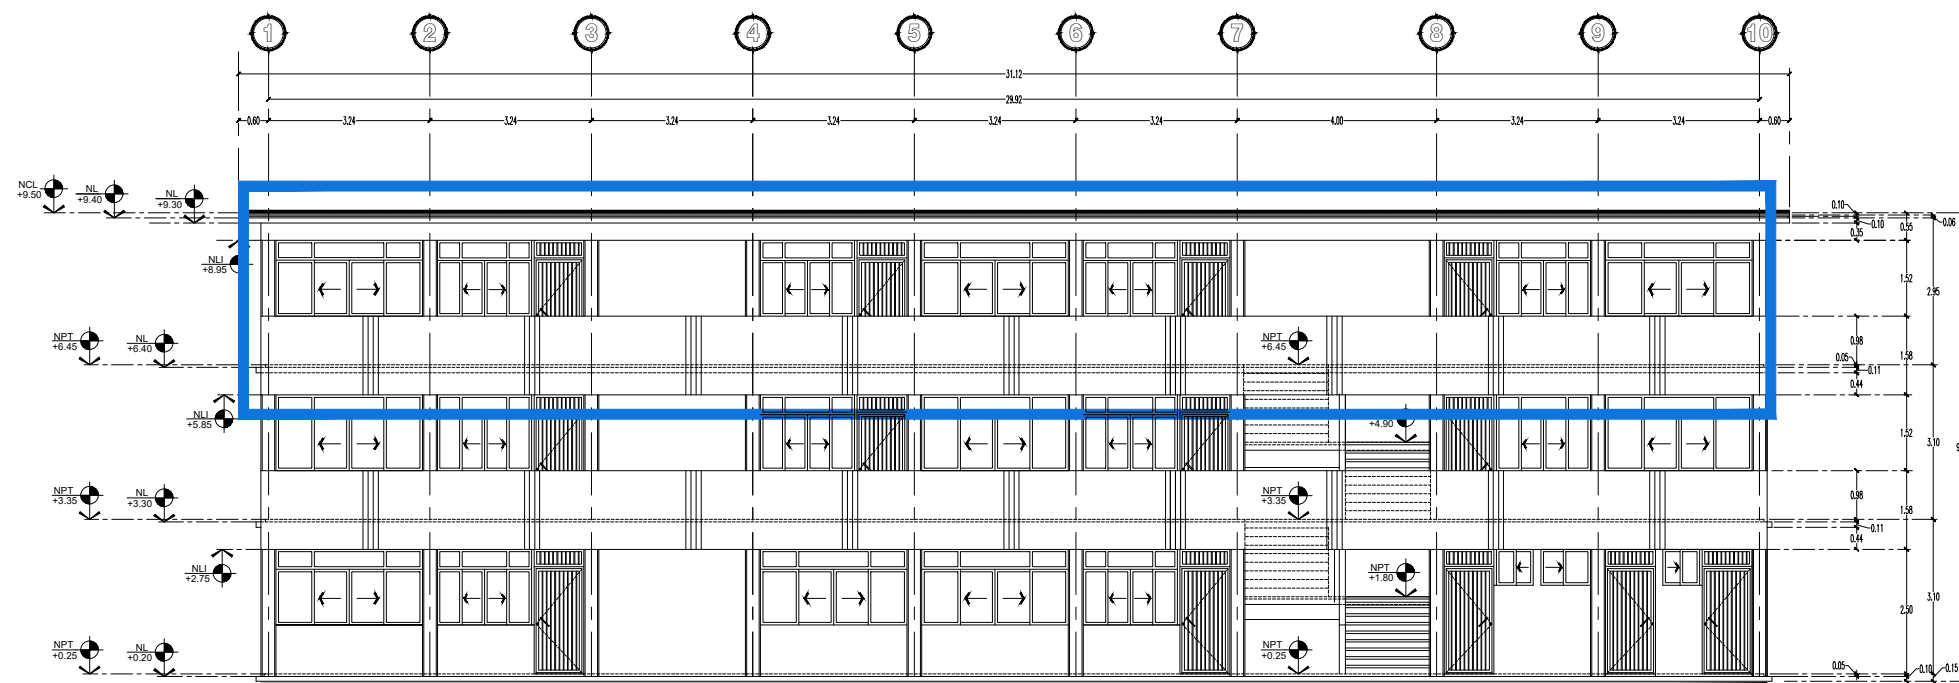 1 2 3 4 5 6 7 8 9 10
31.12
29.92
0.60 3.24 3.24 3.24 3.24 3.24 3.24 4.00 3.24 3.24 0.60
NCL
+9.50
NL
+9.40
NL
+9.30
0.10
0.06
0.10
0.35
0.55
NLI
+8.95
1.52
2.95
NPT
+6.45
NL
+6.40
NPT
+6.45
0.98
0.05
1.58
0.11
0.44
NLI
+5.85
+4.90
1.52
3.10
9
NPT
+3.35
NL
+3.30
NPT
+3.35
0.98
1.58
0.11
0.44
NLI
+2.75
NPT
+1.80
2.50
3.10
NPT
+0.25
NL
+0.20
NPT
+0.25
0.05
0.10
0.15